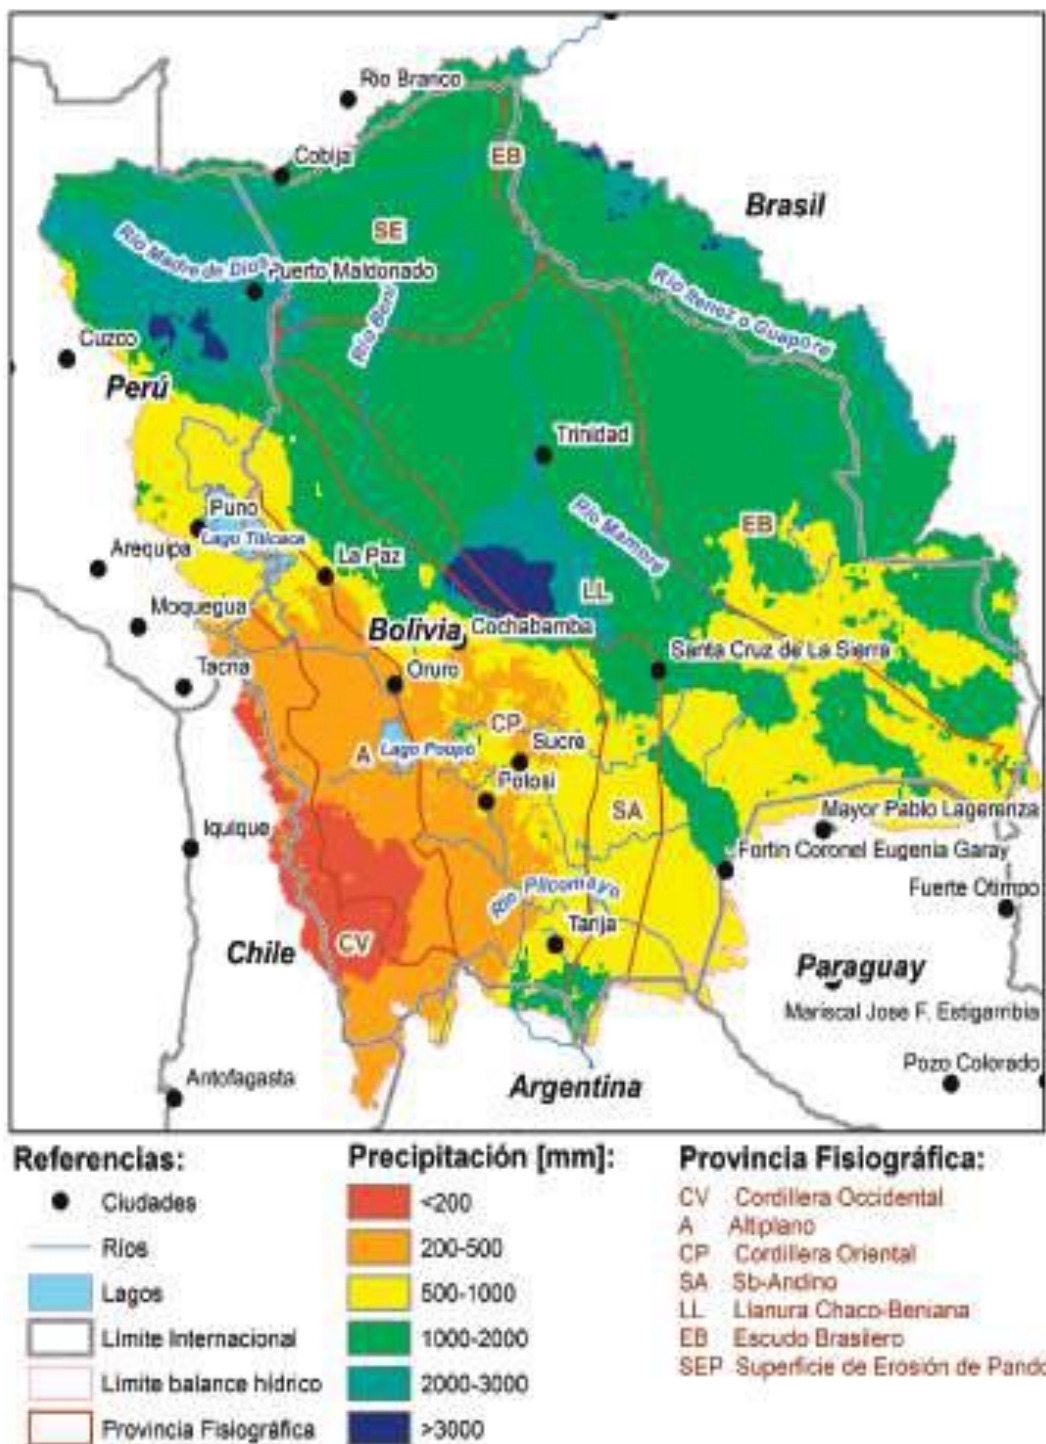 Rio Branco
Cobija
EB
Brasil
SE
Río Madre de Dios
Puerto Maldonado
Río Beni
Río Itenez o Guaporé
Cuzco
Perú
Trinidad
Puno
Lago Titicaca
Río Mamoré
EB
Arequipa
La Paz
Moquegua
LL
Bolivia
Cochabamba
Santa Cruz de La Sierra
Tacna
Oruro
CP
A
Lago Poopó
Sucre
Potosi
SA
Mayor Pablo Lagerenza
Iquique
Fortin Coronel Eugenia Garay
Río Pilcomayo
Fuerte Olimpo
Tarija
CV
Chile
Paraguay
Mariscal Jose F. Estigarribia
Pozo Colorado
Antofagasta
Argentina
Referencias:
Ciudades
Ríos
Lagos
Límite Internacional
Límite balance hídrico
Provincia Fisiográfica
Precipitación [mm]:
<200
200-500
500-1000
1000-2000
2000-3000
>3000
Provincia Fisiográfica:
CV Cordillera Occidental
A Altiplano
CP Cordillera Oriental
SA Sb-Andino
LL Llanura Chaco-Beniana
EB Escudo Brasilero
SEP Superficie de Erosión de Pando